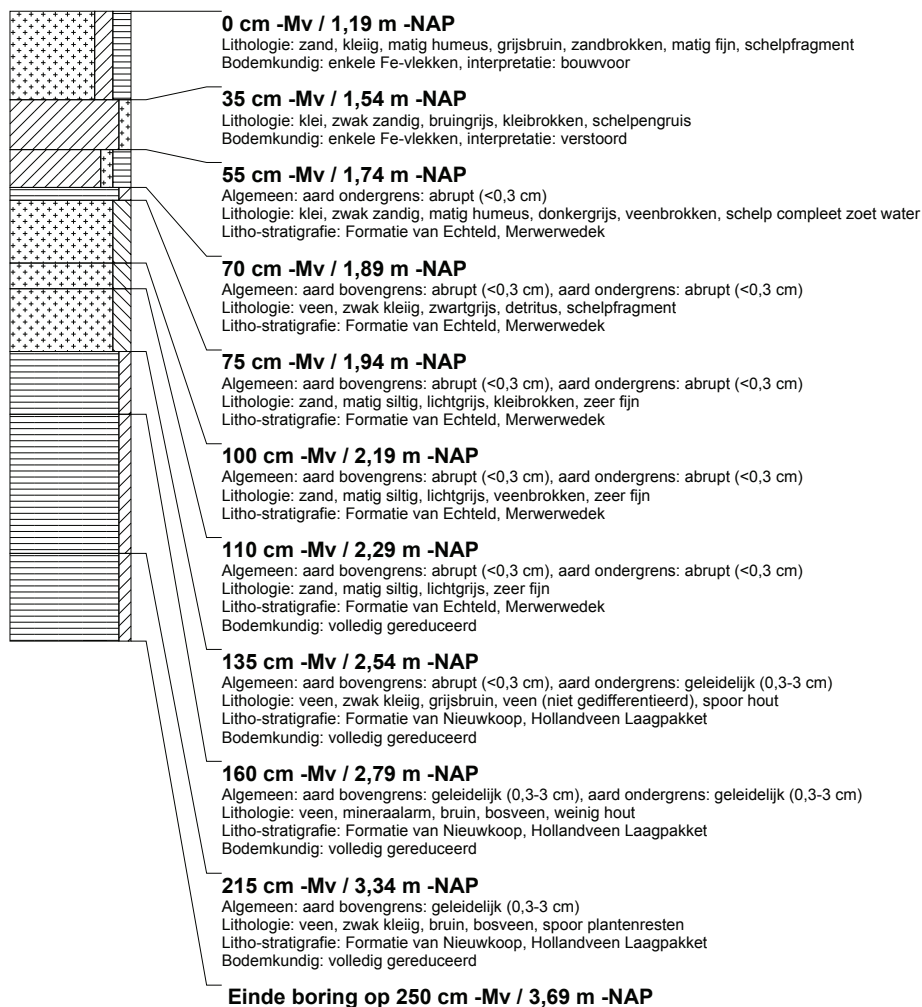 0 cm -Mv / 1,19 m -NAP
Lithologie: zand, kleiig, matig humeus, grijsbruin, zandbrokken, matig fijn, schelpfragment
Bodemkundig: enkele Fe-vlekken, interpretatie: bouwvoor
35 cm -Mv / 1,54 m -NAP
Lithologie: klei, zwak zandig, bruingrijs, kleibrokken, schelpengruis
Bodemkundig: enkele Fe-vlekken, interpretatie: verstoord
55 cm -Mv / 1,74 m -NAP
Algemeen: aard ondergrens: abrupt (<0,3 cm)
Lithologie: klei, zwak zandig, matig humeus, donkergrijs, veenbrokken, schelp compleet zoet water
Litho-stratigrafie: Formatie van Echteld, Merwerwedek
70 cm -Mv / 1,89 m -NAP
Algemeen: aard bovengrens: abrupt (<0,3 cm), aard ondergrens: abrupt (<0,3 cm)
Lithologie: veen, zwak kleiig, zwartgrijs, detritus, schelpfragment
Litho-stratigrafie: Formatie van Echteld, Merwerwedek
75 cm -Mv / 1,94 m -NAP
Algemeen: aard bovengrens: abrupt (<0,3 cm), aard ondergrens: abrupt (<0,3 cm)
Lithologie: zand, matig siltig, lichtgrijs, kleibrokken, zeer fijn
Litho-stratigrafie: Formatie van Echteld, Merwerwedek
100 cm -Mv / 2,19 m -NAP
Algemeen: aard bovengrens: abrupt (<0,3 cm), aard ondergrens: abrupt (<0,3 cm)
Lithologie: zand, matig siltig, lichtgrijs, veenbrokken, zeer fijn
Litho-stratigrafie: Formatie van Echteld, Merwerwedek
110 cm -Mv / 2,29 m -NAP
Algemeen: aard bovengrens: abrupt (<0,3 cm), aard ondergrens: abrupt (<0,3 cm)
Lithologie: zand, matig siltig, lichtgrijs, zeer fijn
Litho-stratigrafie: Formatie van Echteld, Merwerwedek
Bodemkundig: volledig gereduceerd
135 cm -Mv / 2,54 m -NAP
Algemeen: aard bovengrens: abrupt (<0,3 cm), aard ondergrens: geleidelijk (0,3-3 cm)
Lithologie: veen, zwak kleiig, grijsbruin, veen (niet gedifferentieerd), spoor hout
Litho-stratigrafie: Formatie van Nieuwkoop, Hollandveen Laagpakket
Bodemkundig: volledig gereduceerd
160 cm -Mv / 2,79 m -NAP
Algemeen: aard bovengrens: geleidelijk (0,3-3 cm), aard ondergrens: geleidelijk (0,3-3 cm)
Lithologie: veen, mineraalarm, bruin, bosveen, weinig hout
Litho-stratigrafie: Formatie van Nieuwkoop, Hollandveen Laagpakket
Bodemkundig: volledig gereduceerd
215 cm -Mv / 3,34 m -NAP
Algemeen: aard bovengrens: geleidelijk (0,3-3 cm)
Lithologie: veen, zwak kleiig, bruin, bosveen, spoor plantenresten
Litho-stratigrafie: Formatie van Nieuwkoop, Hollandveen Laagpakket
Bodemkundig: volledig gereduceerd
Einde boring op 250 cm -Mv / 3,69 m -NAP